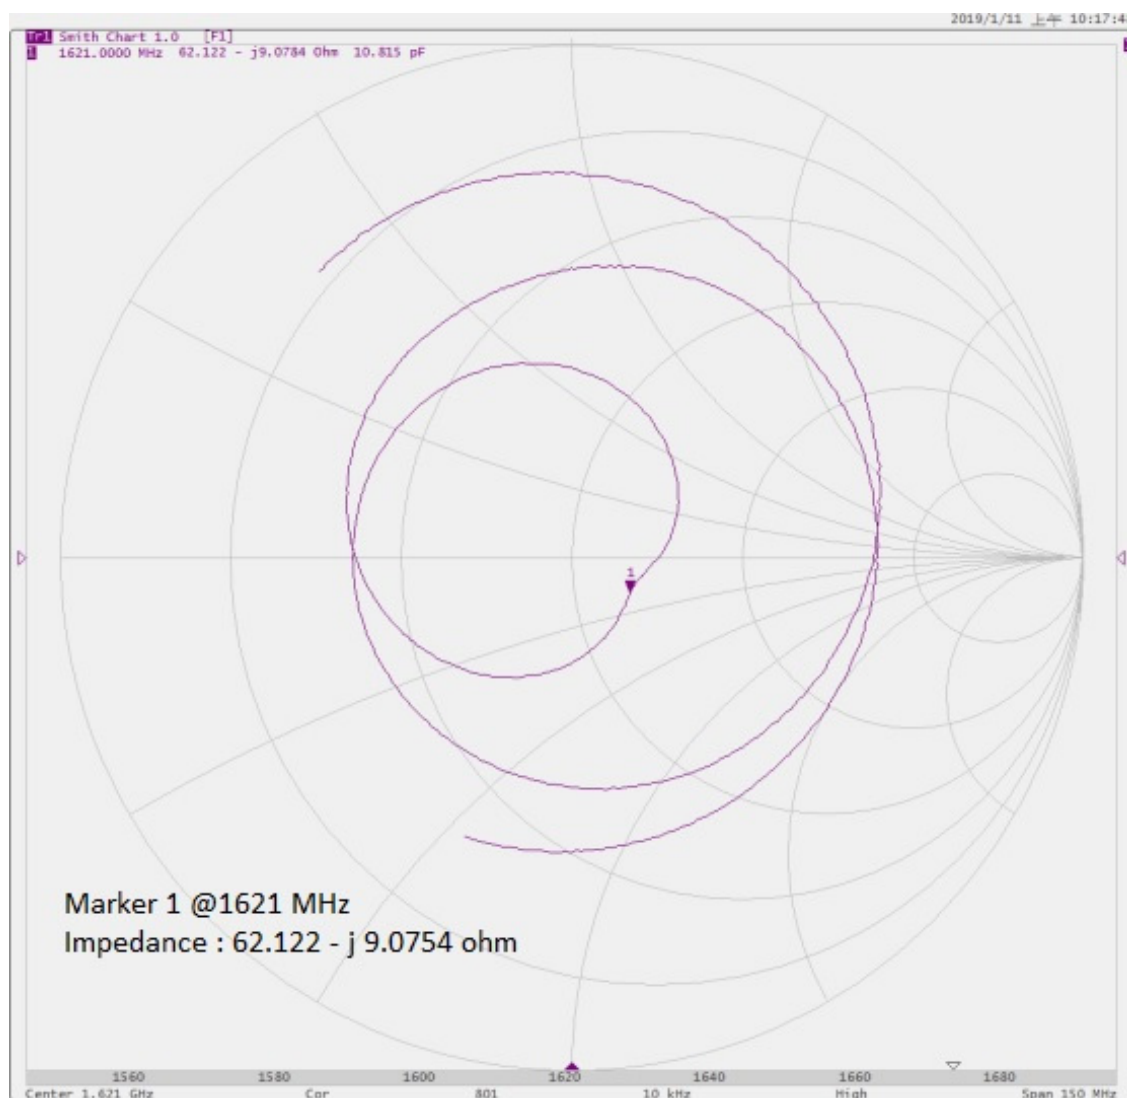 2019/1/11 上午 10:17:4
Tr1 Smith Chart 1.0 [F1]
1 1621.0000 MHz 62.122 - j9.0784 Ohm 10.815 pF
1
Marker 1 @1621 MHz
Impedance : 62.122 - j 9.0754 ohm
1560 1580 1600 1620 1640 1660 1680
Center 1.621 GHz Cor 801 10 kHz High Span 150 MHz